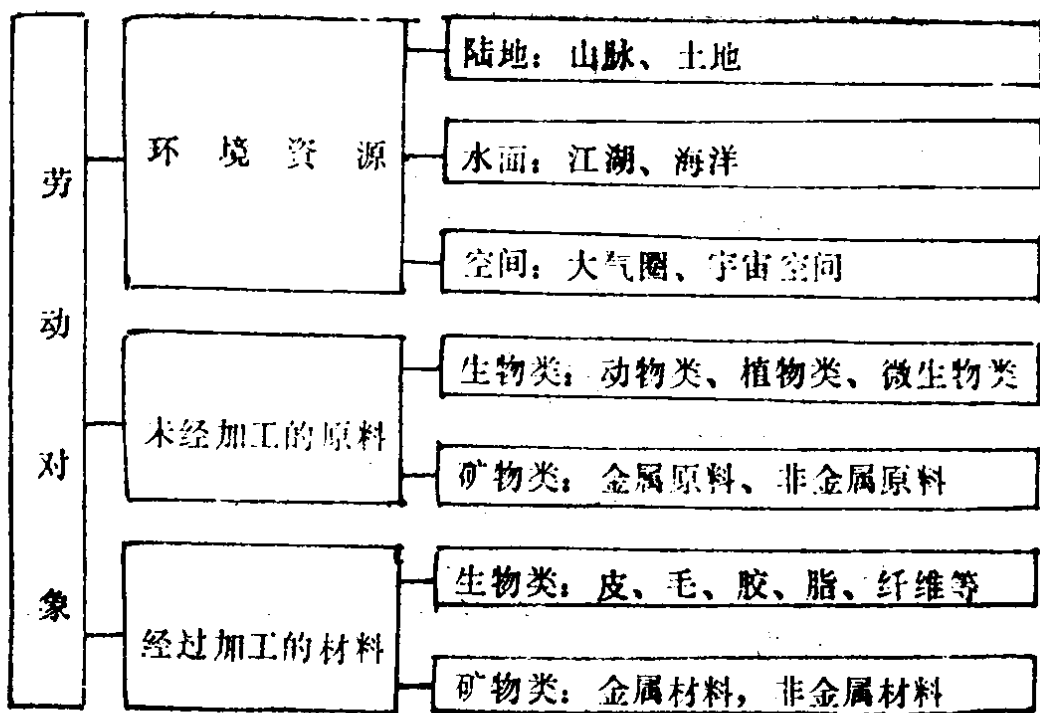 劳动对象
环境资源
陆地：山脉、土地
水面：江湖、海洋
空间：大气圈、宇宙空间
未经加工的原料
生物类：动物类、植物类、微生物类
矿物类：金属原料、非金属原料
经过加工的材料
生物类：皮、毛、胶、脂、纤维等
矿物类：金属材料，非金属材料